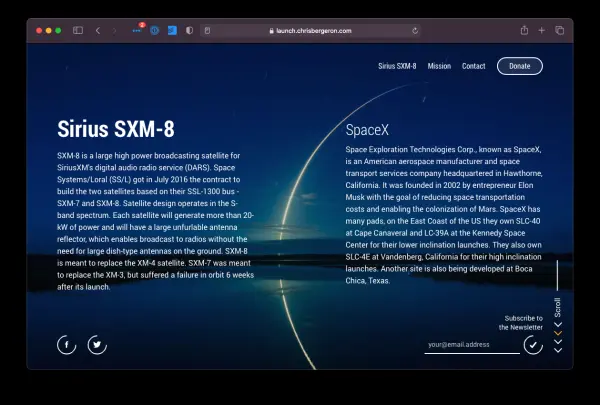 2
launch.chrisbergeron.com
Sirius SXM-8 Mission Contact Donate
Sirius SXM-8
SXM-8 is a large high power broadcasting satellite for
SiriusXM's digital audio radio service (DARS). Space
Systems/Loral (SS/L) got in July 2016 the contract to
build the two satellites based on their SSL-1300 bus -
SXM-7 and SXM-8. Satellite design operates in the S-
band spectrum. Each satellite will generate more than 20-
kW of power and will have a large unfurlable antenna
reflector, which enables broadcast to radios without the
need for large dish-type antennas on the ground. SXM-8
is meant to replace the XM-4 satellite. SXM-7 was meant
to replace the XM-3, but suffered a failure in orbit 6 weeks
after its launch.
SpaceX
Space Exploration Technologies Corp., known as SpaceX,
is an American aerospace manufacturer and space
transport services company headquartered in Hawthorne,
California. It was founded in 2002 by entrepreneur Elon
Musk with the goal of reducing space transportation
costs and enabling the colonization of Mars. SpaceX has
many pads, on the East Coast of the US they own SLC-40
at Cape Canaveral and LC-39A at the Kennedy Space
Center for their lower inclination launches. They also own
SLC-4E at Vandenberg, California for their high inclination
launches. Another site is also being developed at Boca
Chica, Texas.
Scroll
Subscribe to
the Newsletter
your@email.address